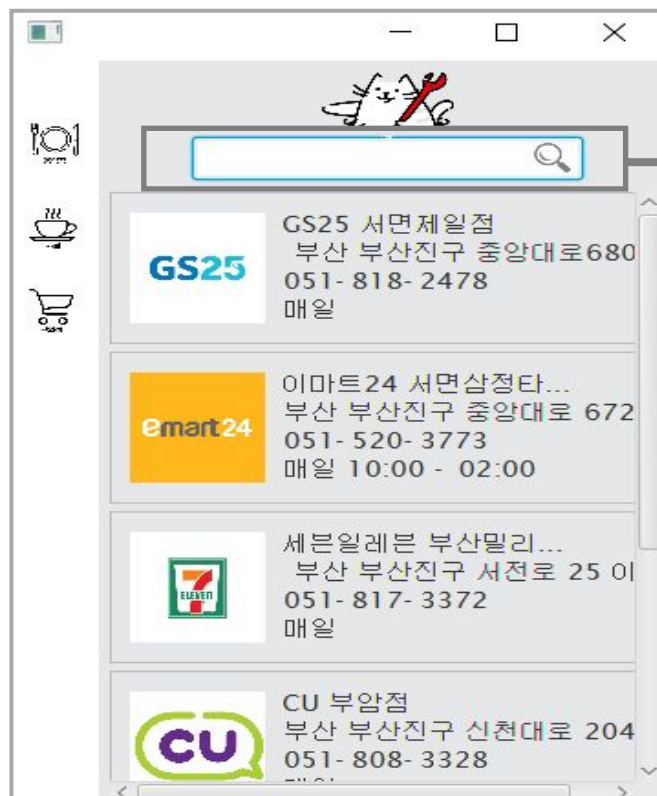 GS25
GS25 서면제일점
부산 부산진구 중앙대로680
051- 818- 2478
매일
emart24
이마트24 서면삼정타...
부산 부산진구 중앙대로 672
051- 520- 3773
매일 10:00 - 02:00
7
ELEVEN
세븐일레븐 부산밀리...
부산 부산진구 서전로 25 이
051- 817- 3372
매일
CU
CU 부암점
부산 부산진구 신천대로 204
051- 808- 3328